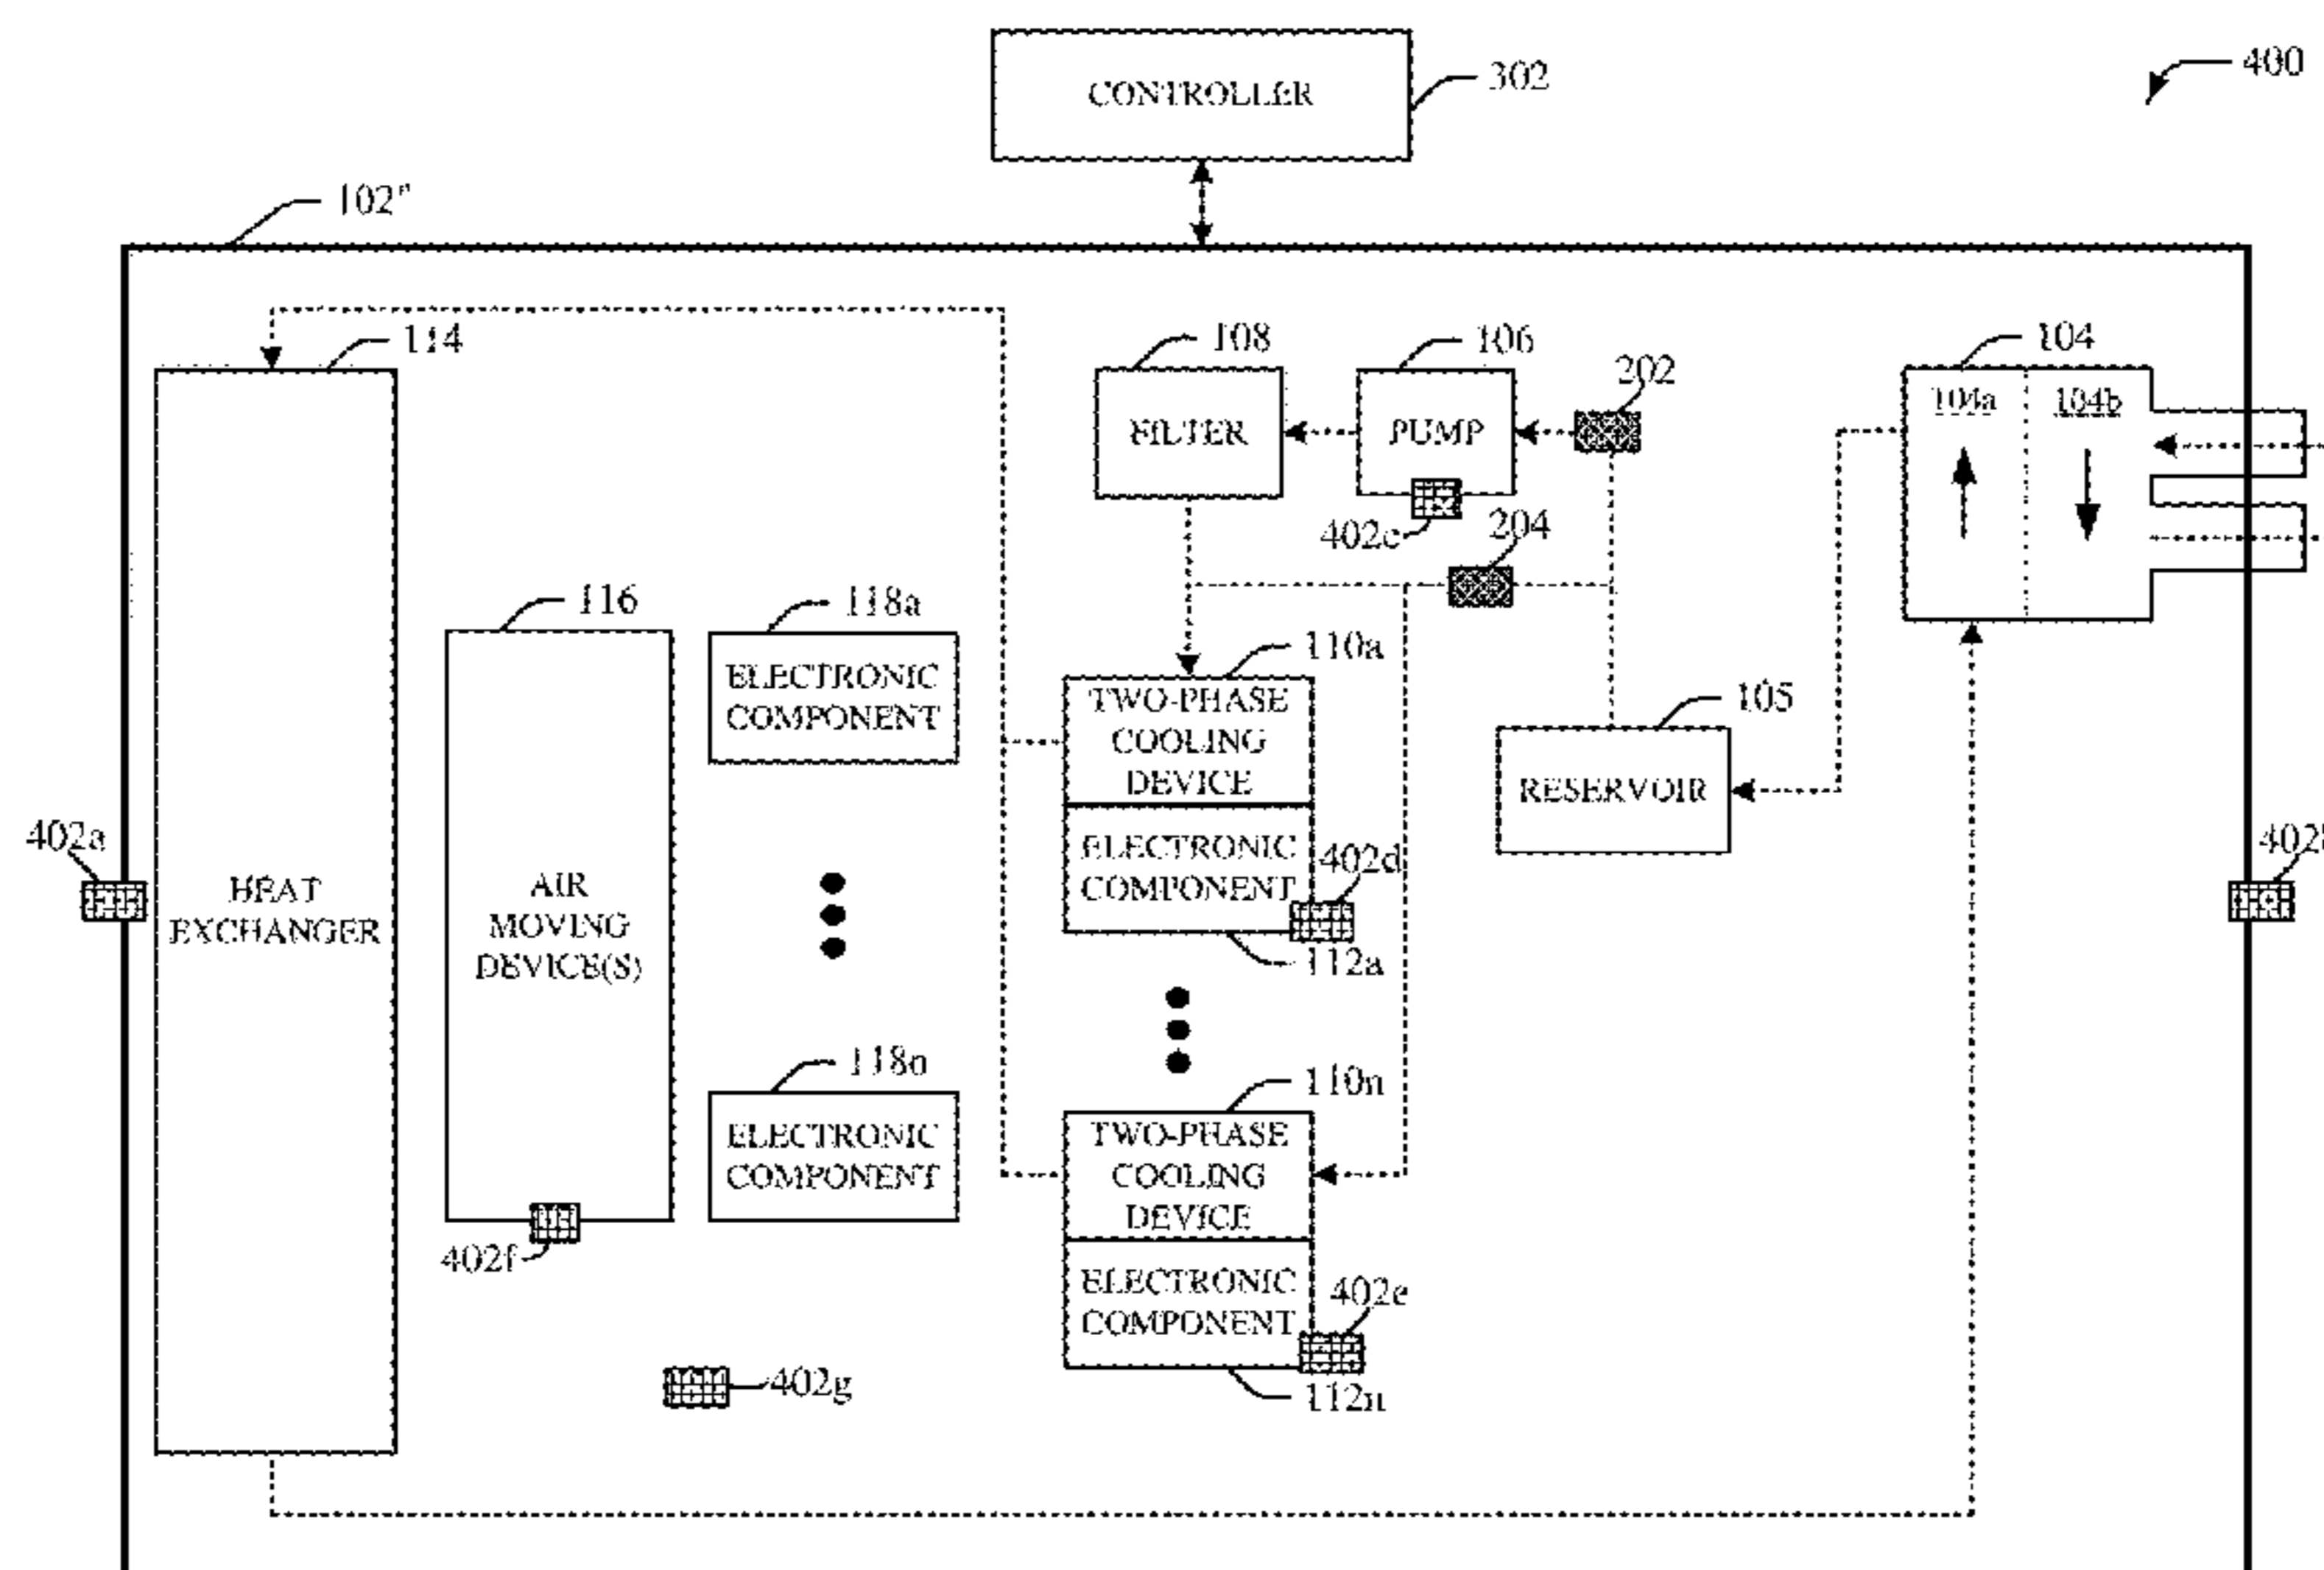 400
CONTROLLER
302
102"
114
108
106
202
104
104a
104b
FILTER
PUMP
402c
204
116
118a
110a
ELECTRONIC
COMPONENT
TWO-PHASE
COOLING
DEVICE
105
RESERVOIR
402a
HEAT
EXCHANGER
AIR
MOVING
DEVICE(S)
ELECTRONIC
COMPONENT
402d
112a
118n
110n
ELECTRONIC
COMPONENT
TWO-PHASE
COOLING
DEVICE
402f
ELECTRONIC
COMPONENT
402e
402g
112n